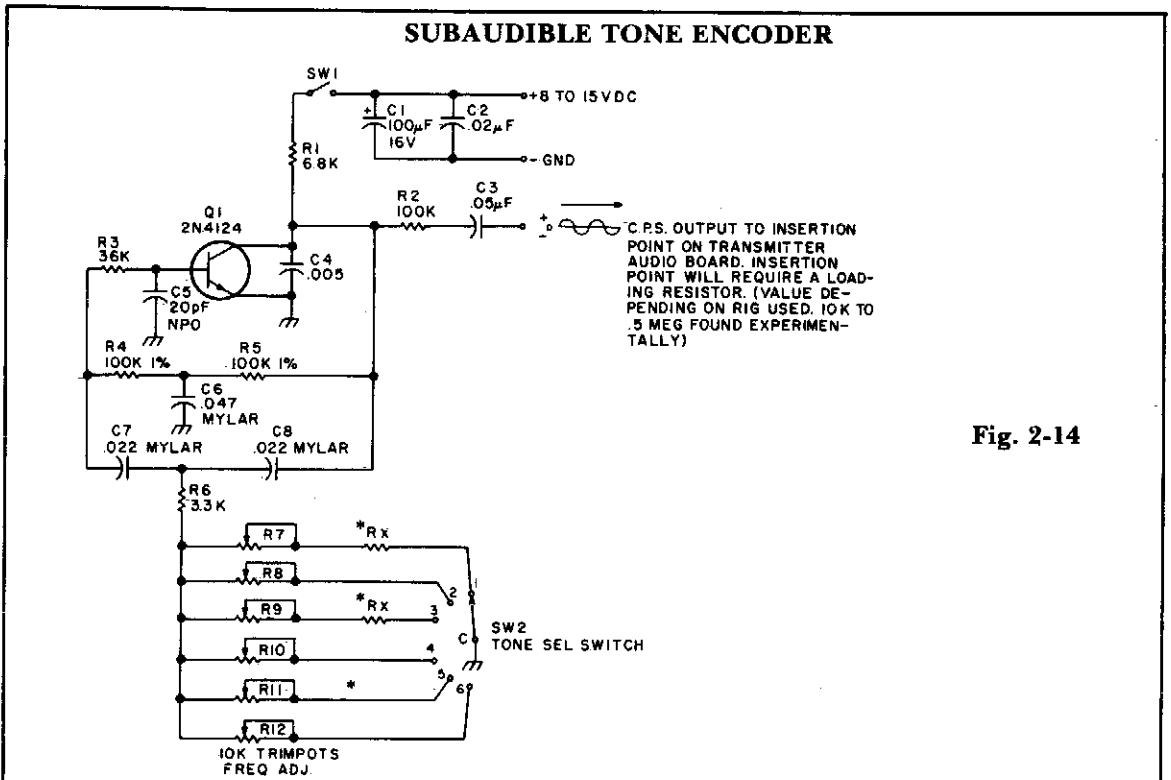 SUBAUDIBLE TONE ENCODER
SW1
+8 TO 15VDC
+ C1
100µF
16V
C2
.02µF
R1
6.8K
- GND
Q1
2N4124
R2
100K
C3
.05µF
+
-
C.P.S. OUTPUT TO INSERTION
POINT ON TRANSMITTER
AUDIO BOARD. INSERTION
POINT WILL REQUIRE A LOAD-
ING RESISTOR. (VALUE DE-
PENDING ON RIG USED. 10K TO
.5 MEG FOUND EXPERIMEN-
TALLY)
R3
36K
C4
.005
C5
20pF
NPO
R4
100K 1%
R5
100K 1%
C6
.047
MYLAR
C7
.022 MYLAR
C8
.022 MYLAR
Fig. 2-14
R6
3.3K
R7
*Rx
1
R8
2
R9
*Rx
3
SW2
TONE SEL SWITCH
C
R10
4
R11
*
5
6
R12
10K TRIMPOTS
FREQ ADJ.